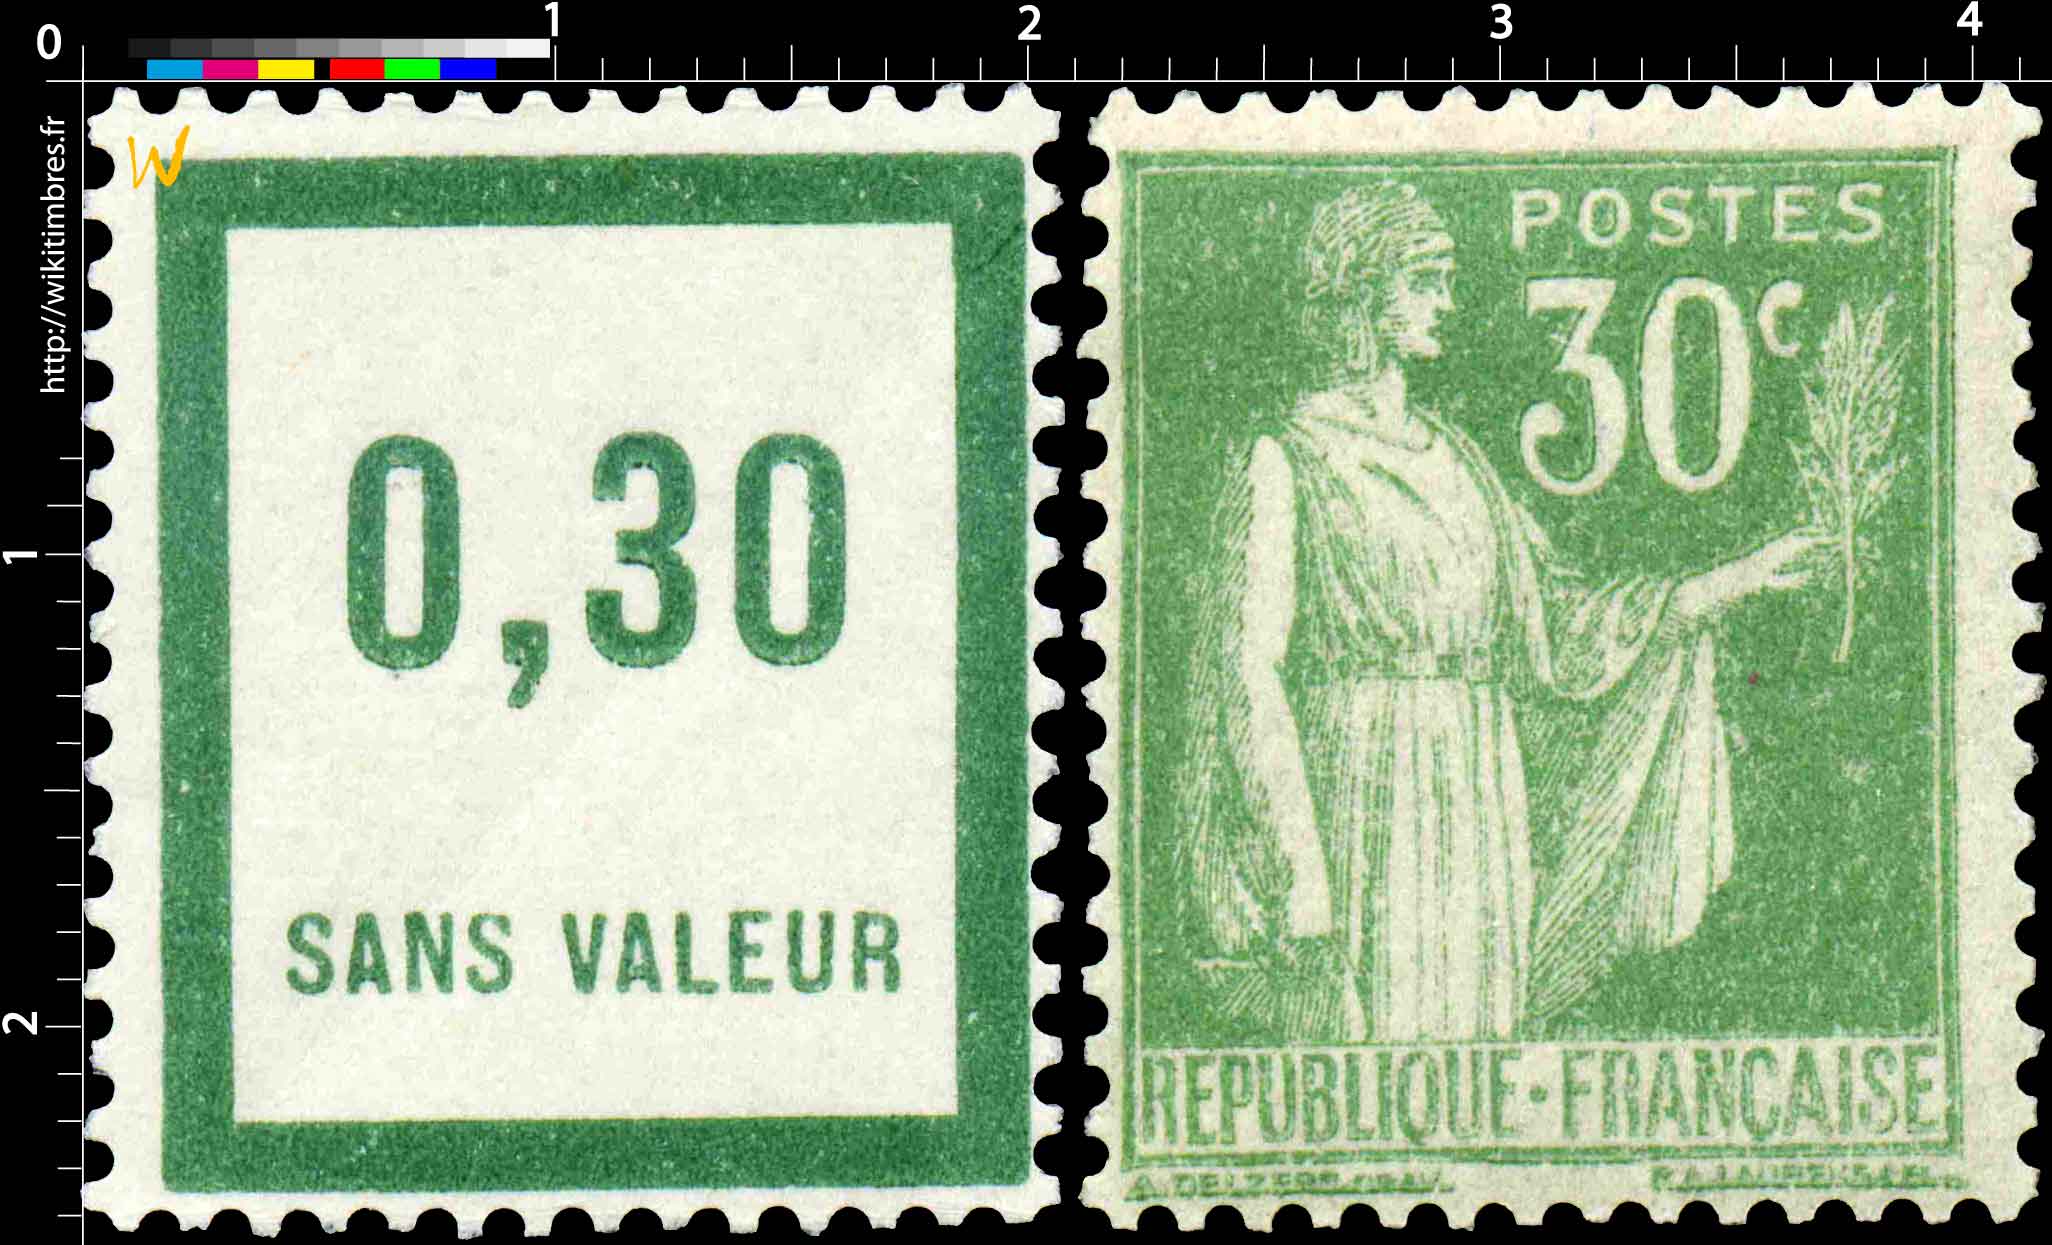 0
1
2
3
4
http://wikitimbres.fr
1
2
W
0,30
SANS VALEUR
POSTES
30c
REPUBLIQUE · FRANCAISE